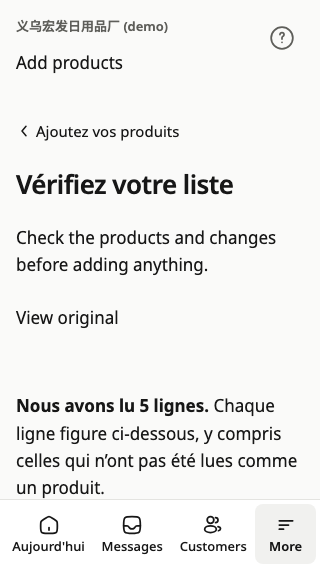 义乌宏发日用品厂 (demo)
Add products
Ajoutez vos produits
Vérifiez votre liste
Check the products and changes
before adding anything.
View original
Nous avons lu 5 lignes. Chaque
ligne figure ci-dessous, y compris
celles qui n’ont pas été lues comme
un produit.
Aujourd'hui Messages Customers More